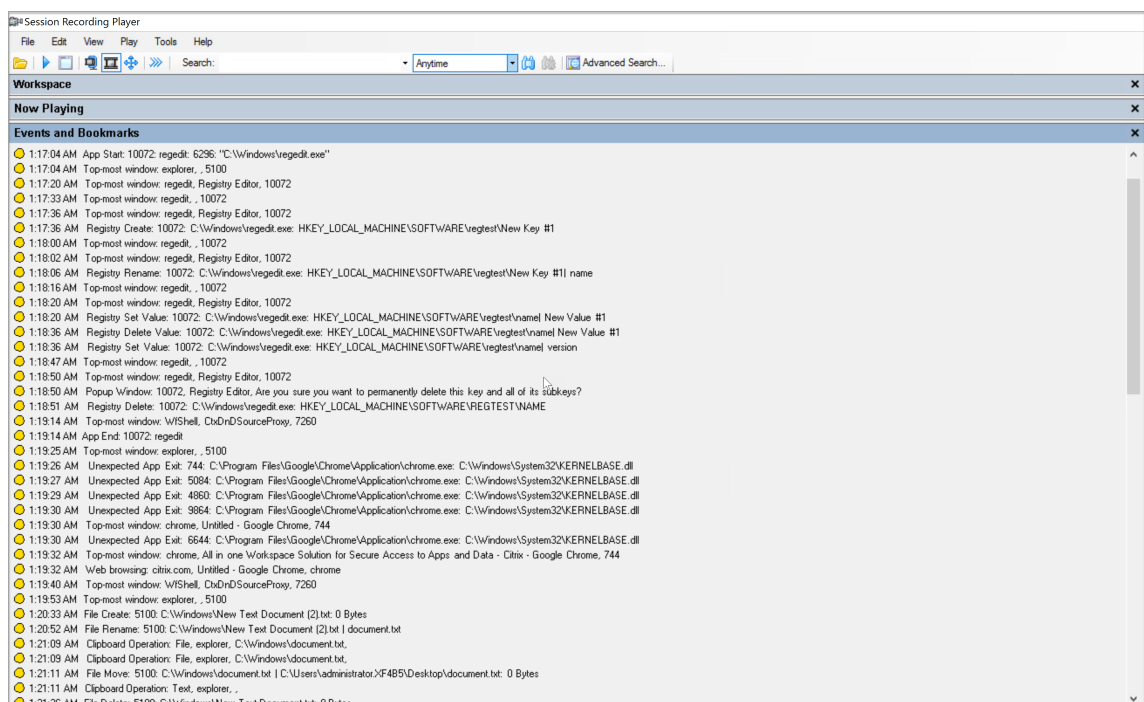 Session Recording Player
File Edit View Play Tools Help
Search: Anytime Advanced Search...
Workspace
Now Playing
Events and Bookmarks
1:17:04 AM App Start: 10072: regedit: 6296: "C:\Windows\regedit.exe"
1:17:04 AM Top-most window: explorer, , 5100
1:17:20 AM Top-most window: regedit, Registry Editor, 10072
1:17:33 AM Top-most window: regedit, , 10072
1:17:36 AM Top-most window: regedit, Registry Editor, 10072
1:17:36 AM Registry Create: 10072: C:\Windows\regedit.exe: HKEY_LOCAL_MACHINE\SOFTWARE\regtest\New Key #1
1:18:00 AM Top-most window: regedit, , 10072
1:18:02 AM Top-most window: regedit, Registry Editor, 10072
1:18:06 AM Registry Rename: 10072: C:\Windows\regedit.exe: HKEY_LOCAL_MACHINE\SOFTWARE\regtest\New Key #1| name
1:18:16 AM Top-most window: regedit, , 10072
1:18:20 AM Top-most window: regedit, Registry Editor, 10072
1:18:20 AM Registry Set Value: 10072: C:\Windows\regedit.exe: HKEY_LOCAL_MACHINE\SOFTWARE\regtest\name| New Value #1
1:18:36 AM Registry Delete Value: 10072: C:\Windows\regedit.exe: HKEY_LOCAL_MACHINE\SOFTWARE\regtest\name| New Value #1
1:18:36 AM Registry Set Value: 10072: C:\Windows\regedit.exe: HKEY_LOCAL_MACHINE\SOFTWARE\regtest\name| version
1:18:47 AM Top-most window: regedit, , 10072
1:18:50 AM Top-most window: regedit, Registry Editor, 10072
1:18:50 AM Popup Window: 10072, Registry Editor, Are you sure you want to permanently delete this key and all of its subkeys?
1:18:51 AM Registry Delete: 10072: C:\Windows\regedit.exe: HKEY_LOCAL_MACHINE\SOFTWARE\REGTEST\NAME
1:19:14 AM Top-most window: WfShell, CtxDnDSourceProxy, 7260
1:19:14 AM App End: 10072: regedit
1:19:25 AM Top-most window: explorer, , 5100
1:19:26 AM Unexpected App Exit: 744: C:\Program Files\Google\Chrome\Application\chrome.exe: C:\Windows\System32\KERNELBASE.dll
1:19:27 AM Unexpected App Exit: 5084: C:\Program Files\Google\Chrome\Application\chrome.exe: C:\Windows\System32\KERNELBASE.dll
1:19:29 AM Unexpected App Exit: 4860: C:\Program Files\Google\Chrome\Application\chrome.exe: C:\Windows\System32\KERNELBASE.dll
1:19:30 AM Unexpected App Exit: 9864: C:\Program Files\Google\Chrome\Application\chrome.exe: C:\Windows\System32\KERNELBASE.dll
1:19:30 AM Top-most window: chrome, Untitled - Google Chrome, 744
1:19:30 AM Unexpected App Exit: 6644: C:\Program Files\Google\Chrome\Application\chrome.exe: C:\Windows\System32\KERNELBASE.dll
1:19:32 AM Top-most window: chrome, All in one Workspace Solution for Secure Access to Apps and Data - Citrix - Google Chrome, 744
1:19:32 AM Web browsing: citrix.com, Untitled - Google Chrome, chrome
1:19:40 AM Top-most window: WfShell, CtxDnDSourceProxy, 7260
1:19:53 AM Top-most window: explorer, , 5100
1:20:33 AM File Create: 5100: C:\Windows\New Text Document (2).txt: 0 Bytes
1:20:52 AM File Rename: 5100: C:\Windows\New Text Document (2).txt | document.txt
1:21:09 AM Clipboard Operation: File, explorer, C:\Windows\document.txt,
1:21:09 AM Clipboard Operation: File, explorer, C:\Windows\document.txt,
1:21:11 AM File Move: 5100: C:\Windows\document.txt | C:\Users\administrator.XF4B5\Desktop\document.txt: 0 Bytes
1:21:11 AM Clipboard Operation: Text, explorer, ,